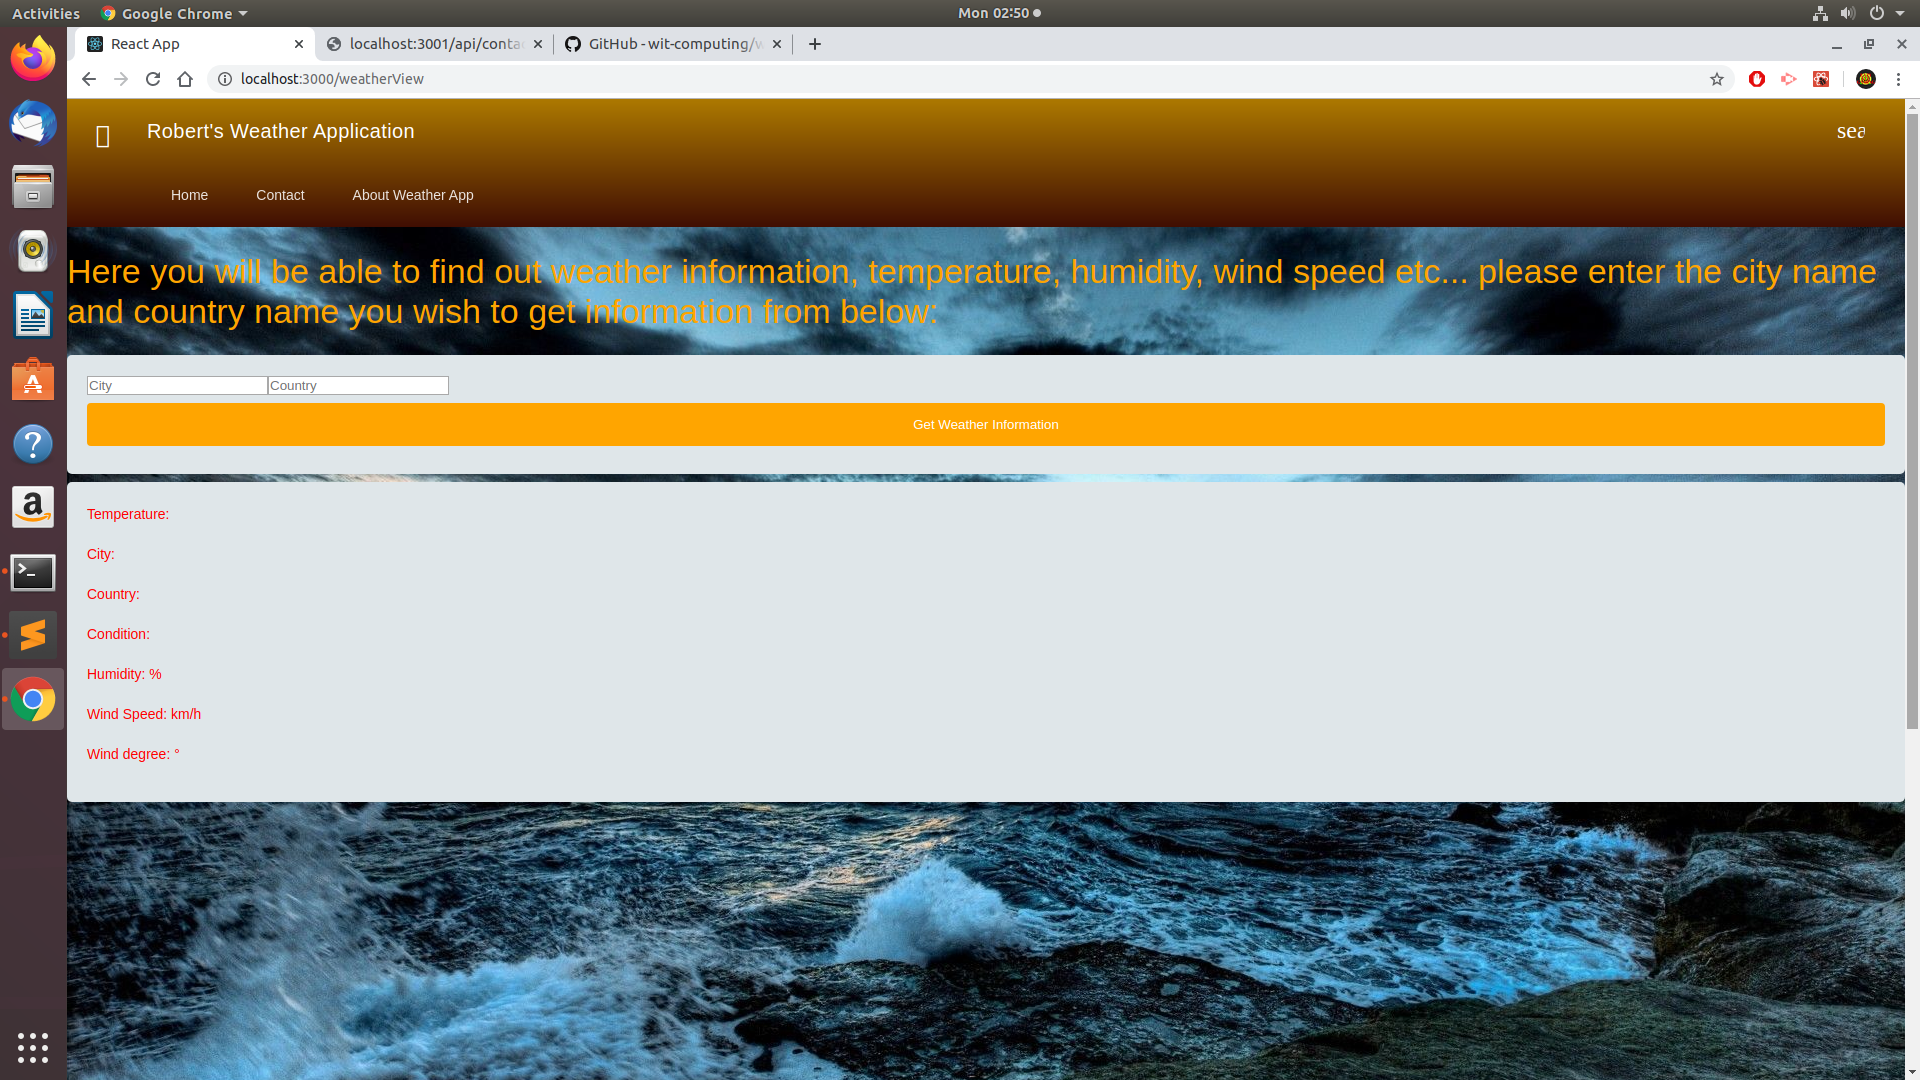 Activities
Google Chrome
Mon 02:50
React App
localhost:3001/api/conta
GitHub - wit-computing/w
localhost:3000/weatherView
Robert's Weather Application
sea
Home
Contact
About Weather App
Here you will be able to find out weather information, temperature, humidity, wind speed etc... please enter the city name
and country name you wish to get information from below:
City
Country
Get Weather Information
Temperature:
City:
Country:
Condition:
Humidity: %
Wind Speed: km/h
Wind degree: °